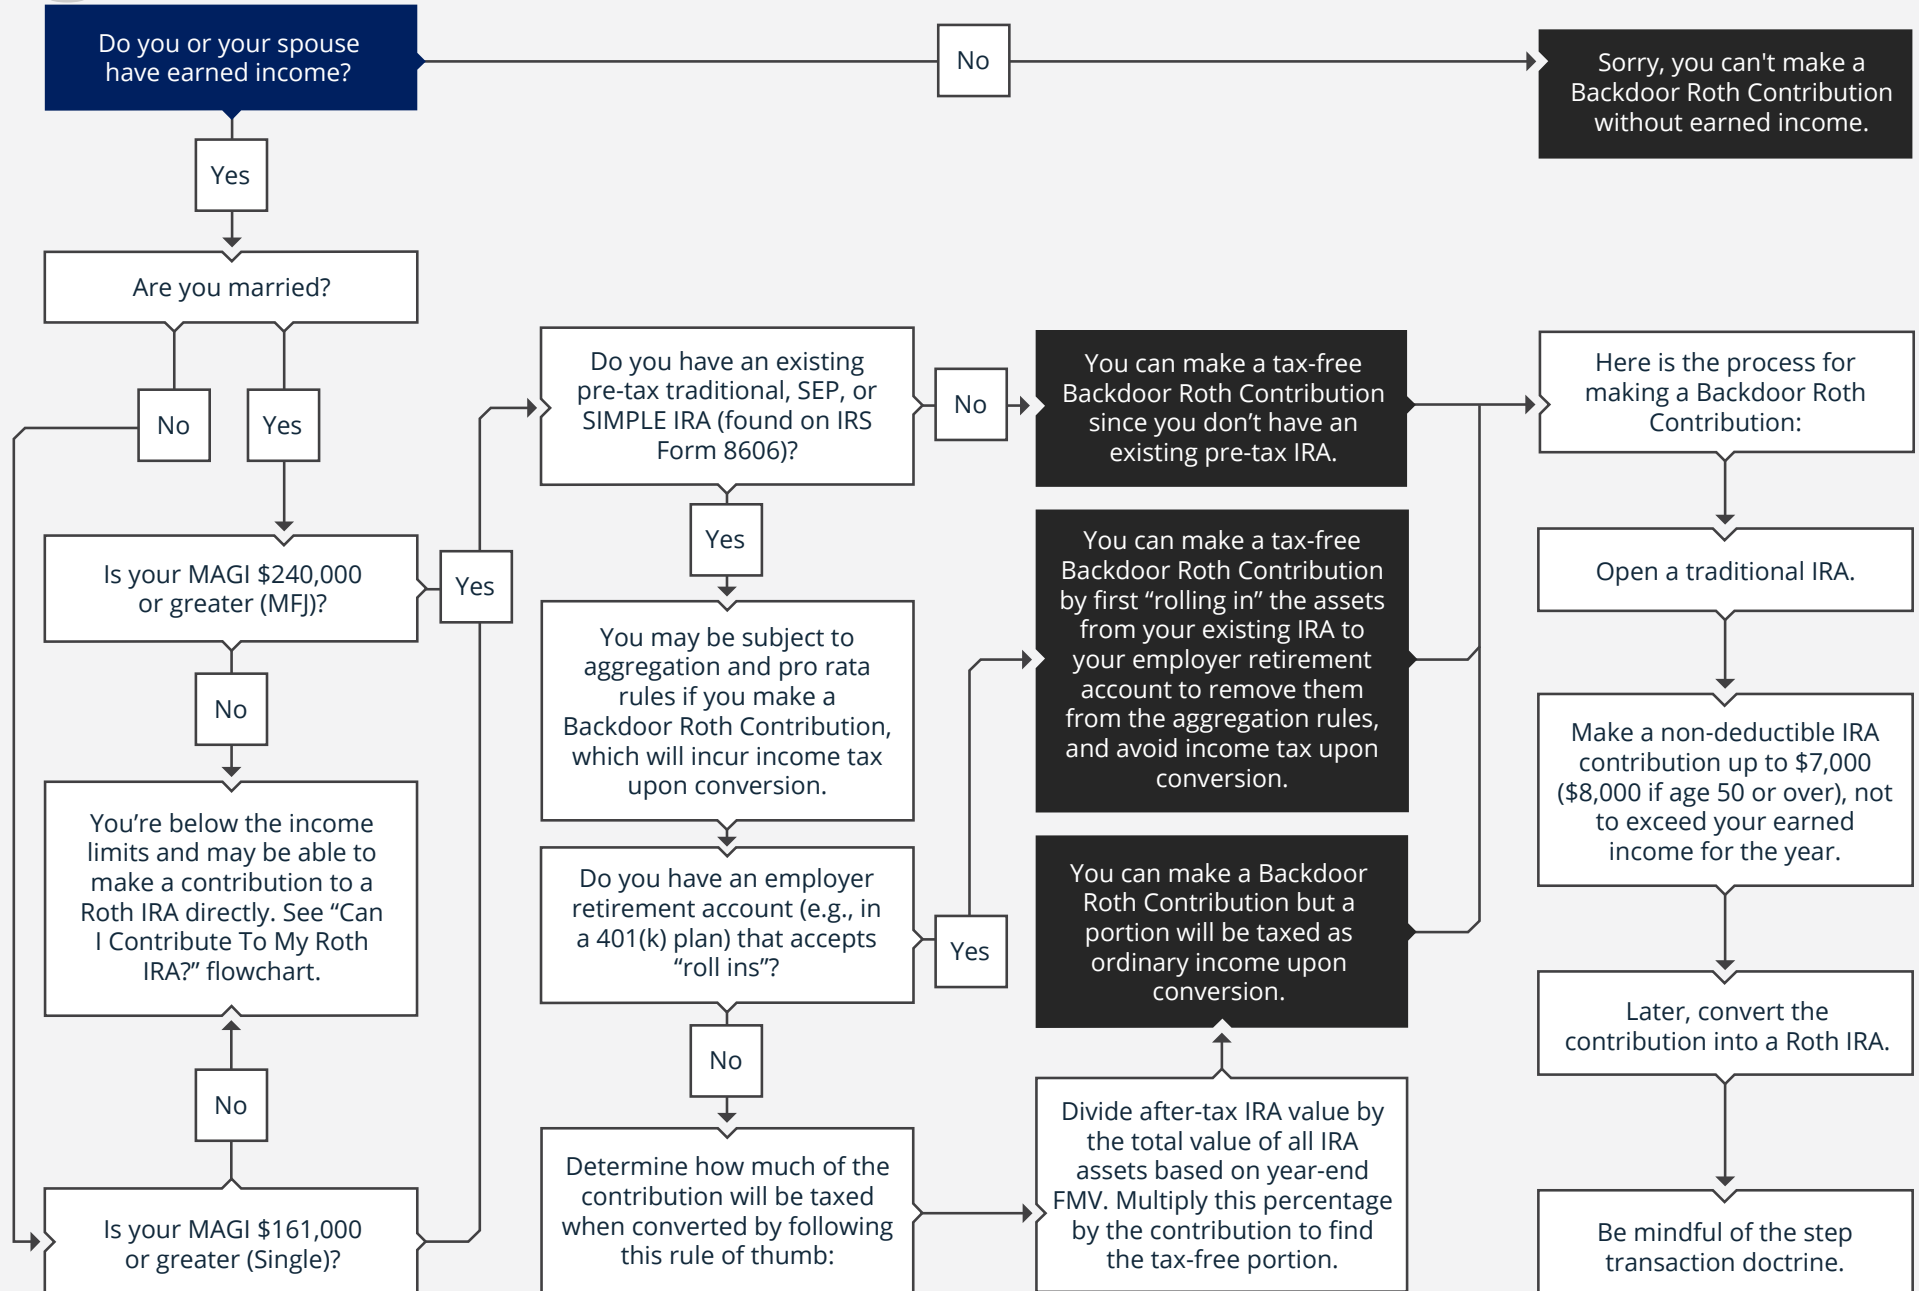 Do you or your spouse
have earned income?
No
Sorry, you can't make a
Backdoor Roth Contribution
without earned income.
Yes
Are you married?
No
Yes
Is your MAGI $240,000
or greater (MFJ)?
Yes
No
You’re below the income
limits and may be able to
make a contribution to a
Roth IRA directly. See “Can
I Contribute To My Roth
IRA?” flowchart.
No
Is your MAGI $161,000
or greater (Single)?
Do you have an existing
pre-tax traditional, SEP, or
SIMPLE IRA (found on IRS
Form 8606)?
No
Yes
You may be subject to
aggregation and pro rata
rules if you make a
Backdoor Roth Contribution,
which will incur income tax
upon conversion.
Do you have an employer
retirement account (e.g., in
a 401(k) plan) that accepts
“roll ins”?
Yes
No
Determine how much of the
contribution will be taxed
when converted by following
this rule of thumb:
You can make a tax-free
Backdoor Roth Contribution
since you don’t have an
existing pre-tax IRA.
You can make a tax-free
Backdoor Roth Contribution
by first “rolling in” the assets
from your existing IRA to
your employer retirement
account to remove them
from the aggregation rules,
and avoid income tax upon
conversion.
You can make a Backdoor
Roth Contribution but a
portion will be taxed as
ordinary income upon
conversion.
Divide after-tax IRA value by
the total value of all IRA
assets based on year-end
FMV. Multiply this percentage
by the contribution to find
the tax-free portion.
Here is the process for
making a Backdoor Roth
Contribution:
Open a traditional IRA.
Make a non-deductible IRA
contribution up to $7,000
($8,000 if age 50 or over), not
to exceed your earned
income for the year.
Later, convert the
contribution into a Roth IRA.
Be mindful of the step
transaction doctrine.